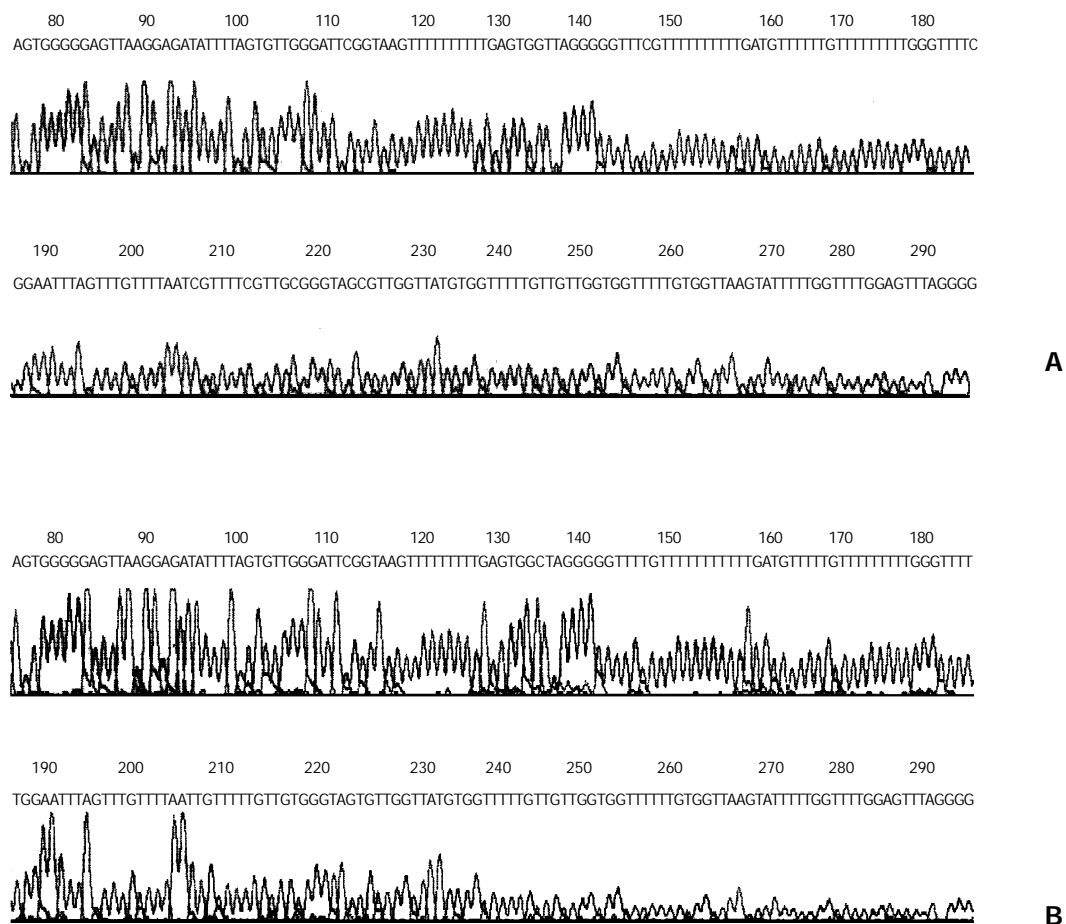 80 90 100 110 120 130 140 150 160 170 180
AGTGGGGGAGTTAAGGAGATATTTTAGTGTTGGGATTCGGTAAGTTTTTTTTTTGAGTGGTTAGGGGGTTTCGTTTTTTTTTTGATGTTTTTTGTTTTTTTTTGGGTTTTC
190 200 210 220 230 240 250 260 270 280 290
GGAATTTAGTTTGTTTTAATCGTTTTCGTTGCGGGTAGCGTTGGTTATGTGGTTTTTGTTGTTGGTGGTTTTTGTGGTTAAGTATTTTTGGTTTTGGAGTTTAGGGG
A
80 90 100 110 120 130 140 150 160 170 180
AGTGGGGGAGTTAAGGAGATATTTTAGTGTTGGGATTCGGTAAGTTTTTTTTTGAGTGGCTAGGGGGTTTTGTTTTTTTTTTTGATGTTTTTGTTTTTTTTTGGGTTTT
190 200 210 220 230 240 250 260 270 280 290
TGGAATTTAGTTTGTTTTAATTGTTTTTGTTGTGGGTAGTGTTGGTTATGTGGTTTTTGTTGTTGGTGGTTTTTTGTGGTTAAGTATTTTTGGTTTTGGAGTTTAGGGG
B